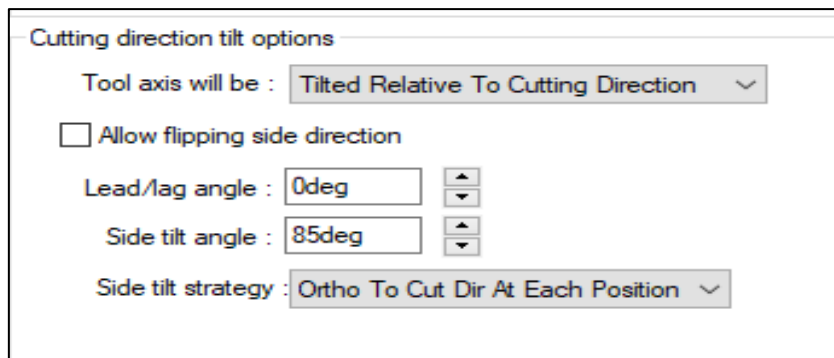 Cutting direction tilt options
Tool axis will be : Tilted Relative To Cutting Direction
Allow flipping side direction
Lead/lag angle : 0deg
Side tilt angle : 85deg
Side tilt strategy : Ortho To Cut Dir At Each Position